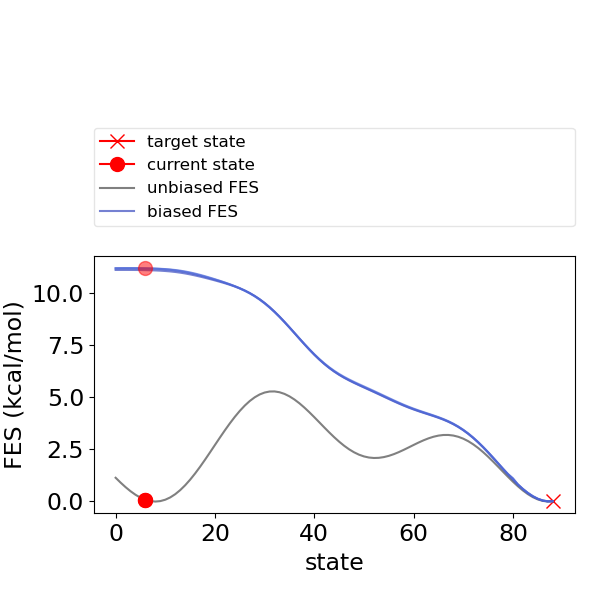 target state
current state
unbiased FES
biased FES
FES (kcal/mol)
10.0
7.5
5.0
2.5
0.0
0 20 40 60 80
state